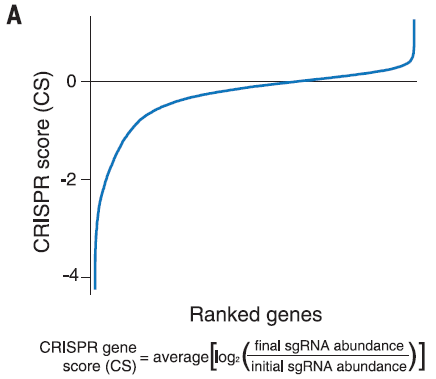 A
CRISPR score (CS)
0
-2
-4
Ranked genes
CRISPR gene score (CS) = average[log₂(final sgRNA abundance / initial sgRNA abundance)]